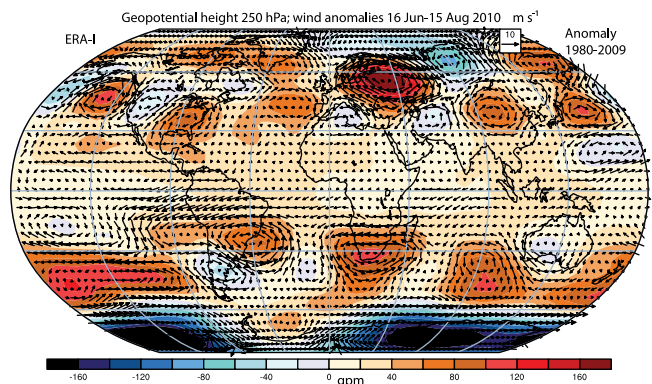 Geopotential height 250 hPa; wind anomalies 16 Jun-15 Aug 2010 m s⁻¹
ERA-I
10
Anomaly
1980-2009
-160 -120 -80 -40 0 40 80 120 160
gpm